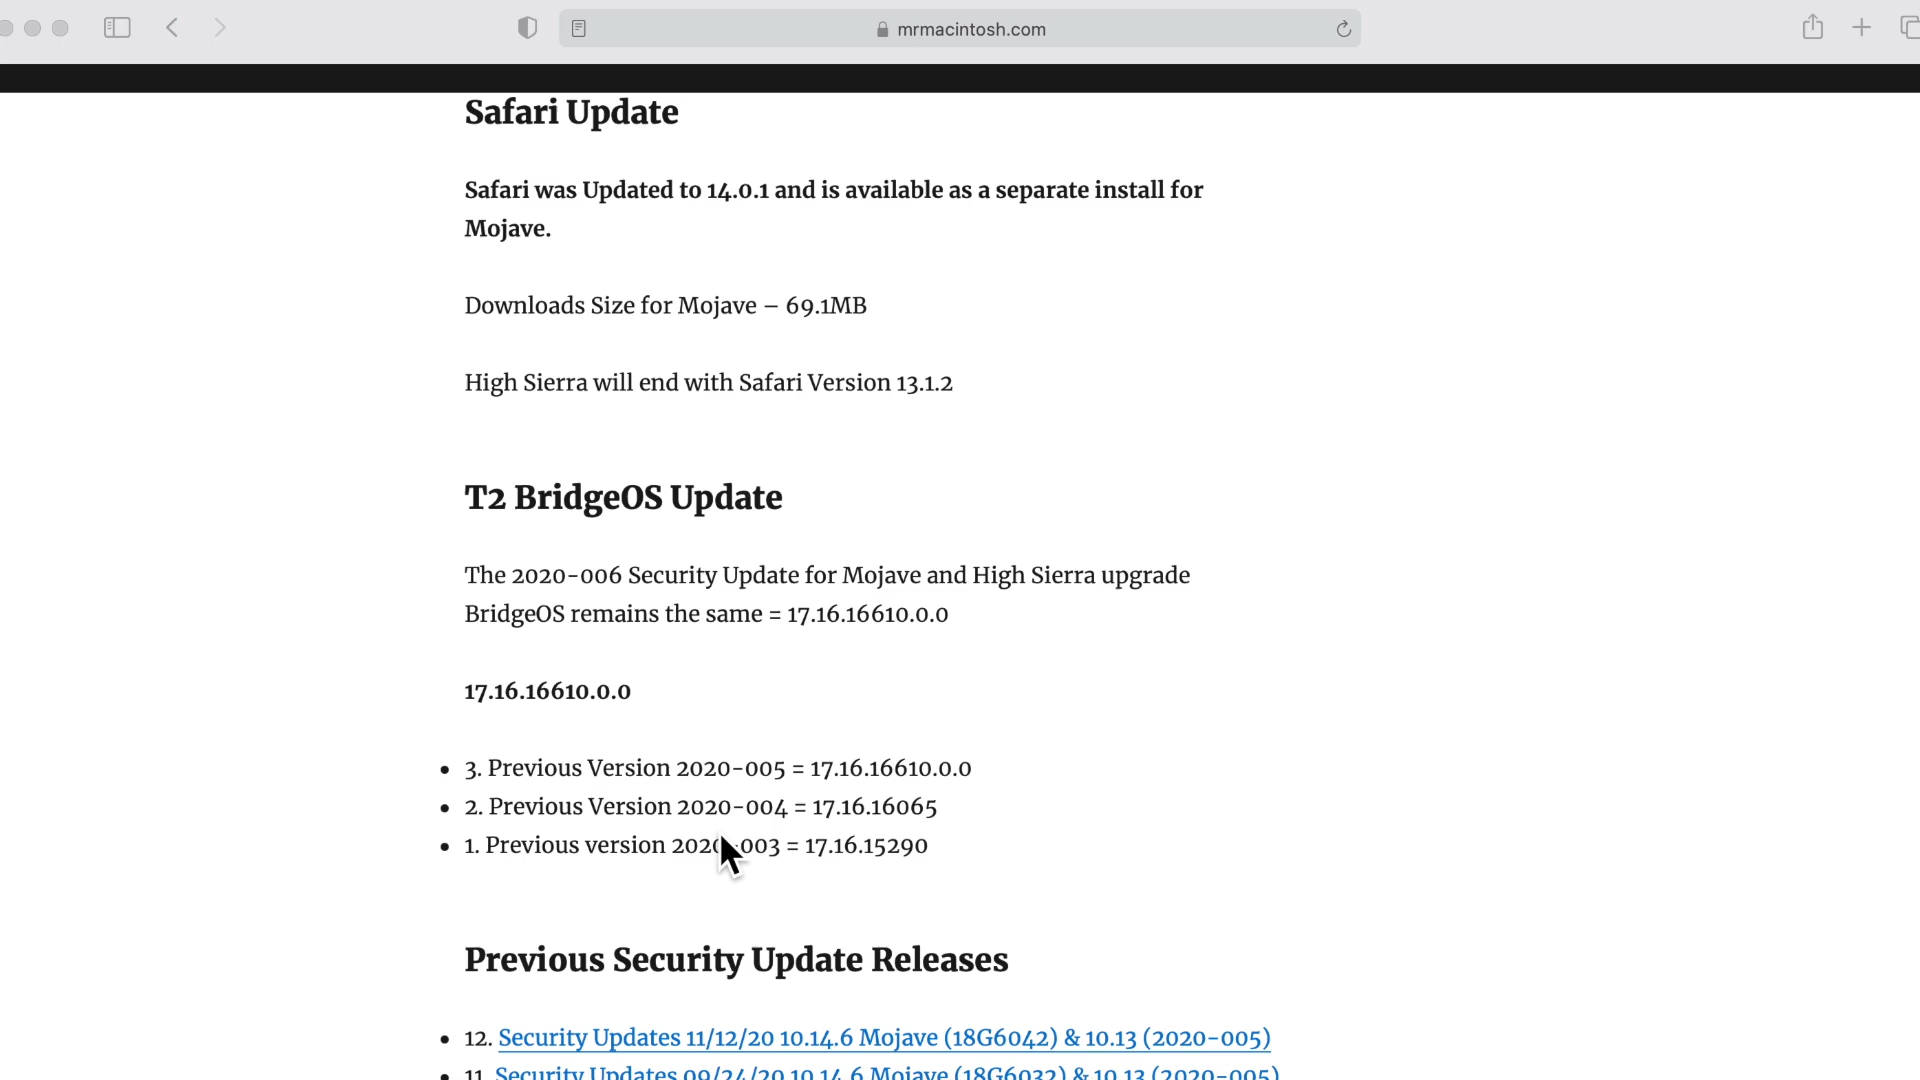 mrmacintosh.com
Safari Update
Safari was Updated to 14.0.1 and is available as a separate install for
Mojave.
Downloads Size for Mojave – 69.1MB
High Sierra will end with Safari Version 13.1.2
T2 BridgeOS Update
The 2020-006 Security Update for Mojave and High Sierra upgrade
BridgeOS remains the same = 17.16.16610.0.0
17.16.16610.0.0
3. Previous Version 2020-005 = 17.16.16610.0.0
2. Previous Version 2020-004 = 17.16.16065
1. Previous version 2020-003 = 17.16.15290
Previous Security Update Releases
12. Security Updates 11/12/20 10.14.6 Mojave (18G6042) & 10.13 (2020-005)
11. Security Updates 09/24/20 10.14.6 Mojave (18G6032) & 10.13 (2020-005)